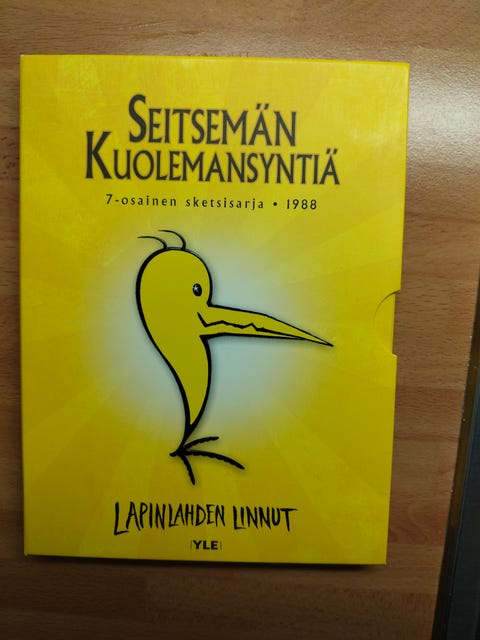 SEITSEMÄN
KUOLEMANSYNTIÄ
7-osainen sketsisarja • 1988
LAPINLAHDEN LINNUT
YLE